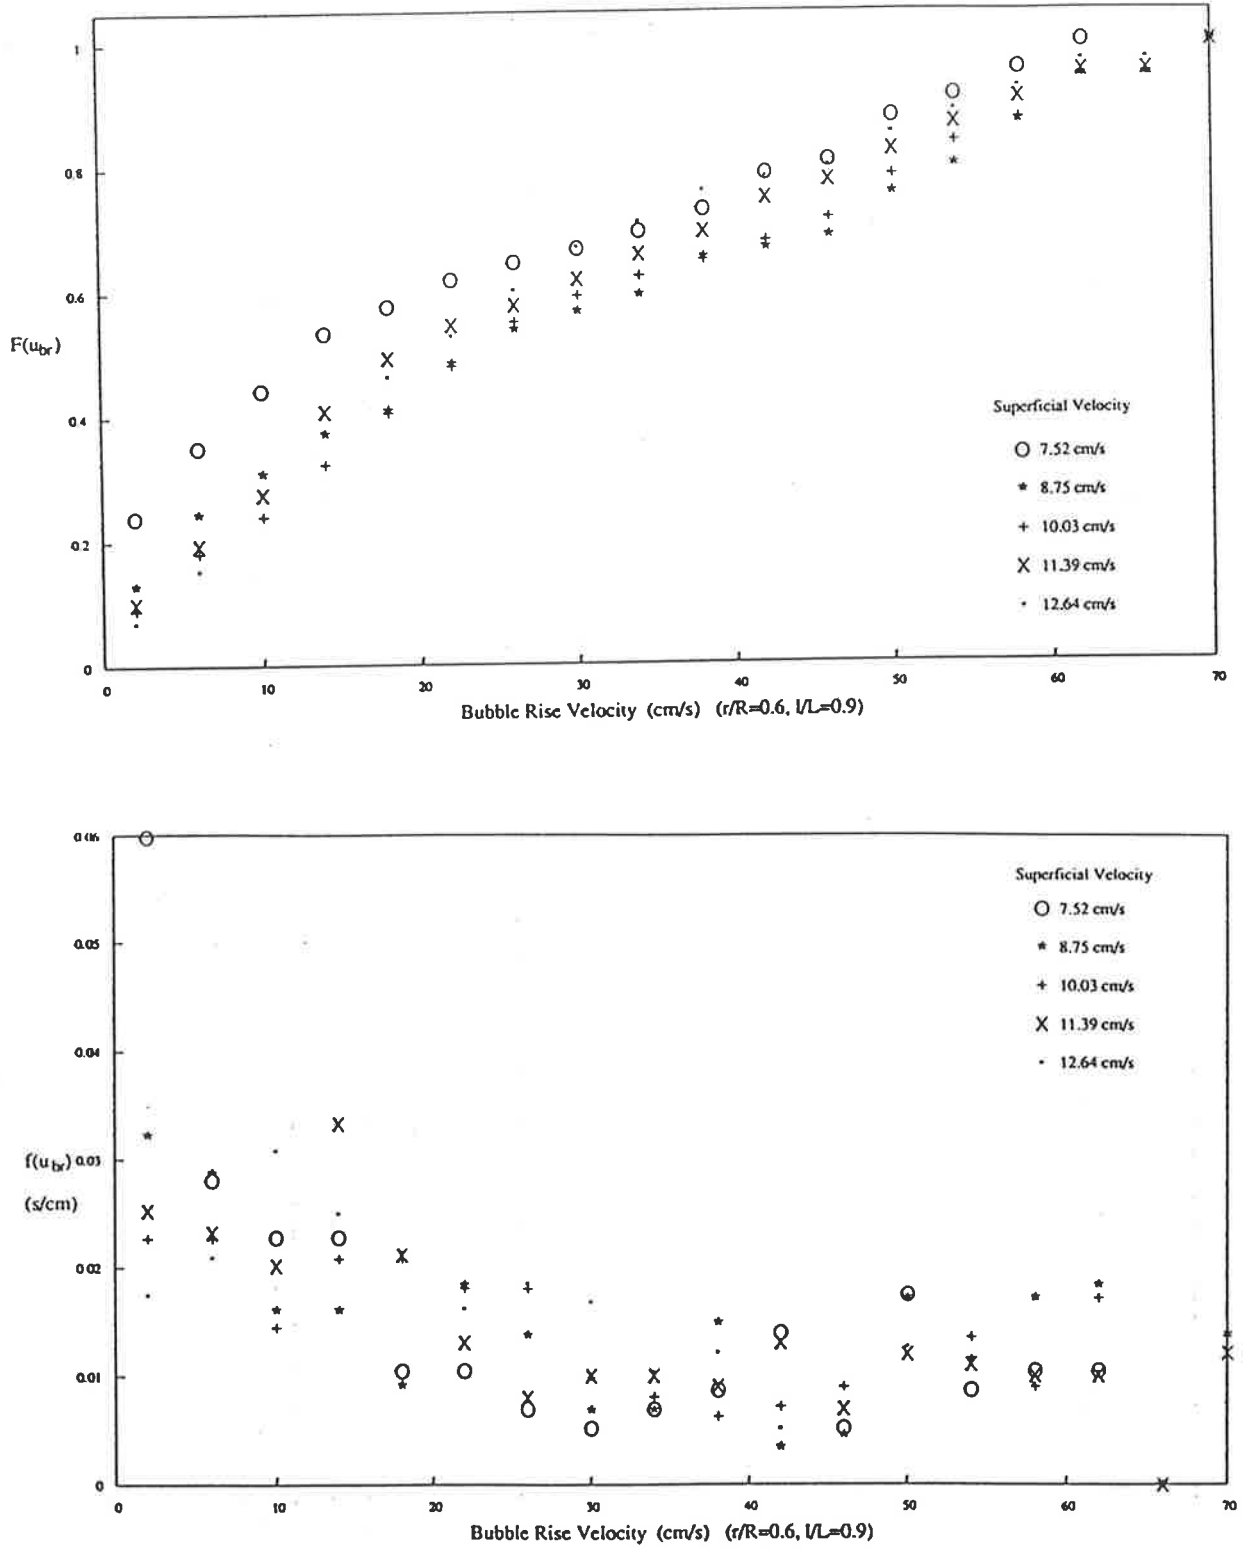 1
0.8
0.6
F(u_br)
0.4
0.2
0
0 10 20 30 40 50 60 70
Bubble Rise Velocity (cm/s) (r/R=0.6, l/L=0.9)
Superficial Velocity
7.52 cm/s
8.75 cm/s
10.03 cm/s
11.39 cm/s
12.64 cm/s
0.06
0.05
0.04
f(u_br) 0.03
(s/cm)
0.02
0.01
0
0 10 20 30 40 50 60 70
Bubble Rise Velocity (cm/s) (r/R=0.6, l/L=0.9)
Superficial Velocity
7.52 cm/s
8.75 cm/s
10.03 cm/s
11.39 cm/s
12.64 cm/s